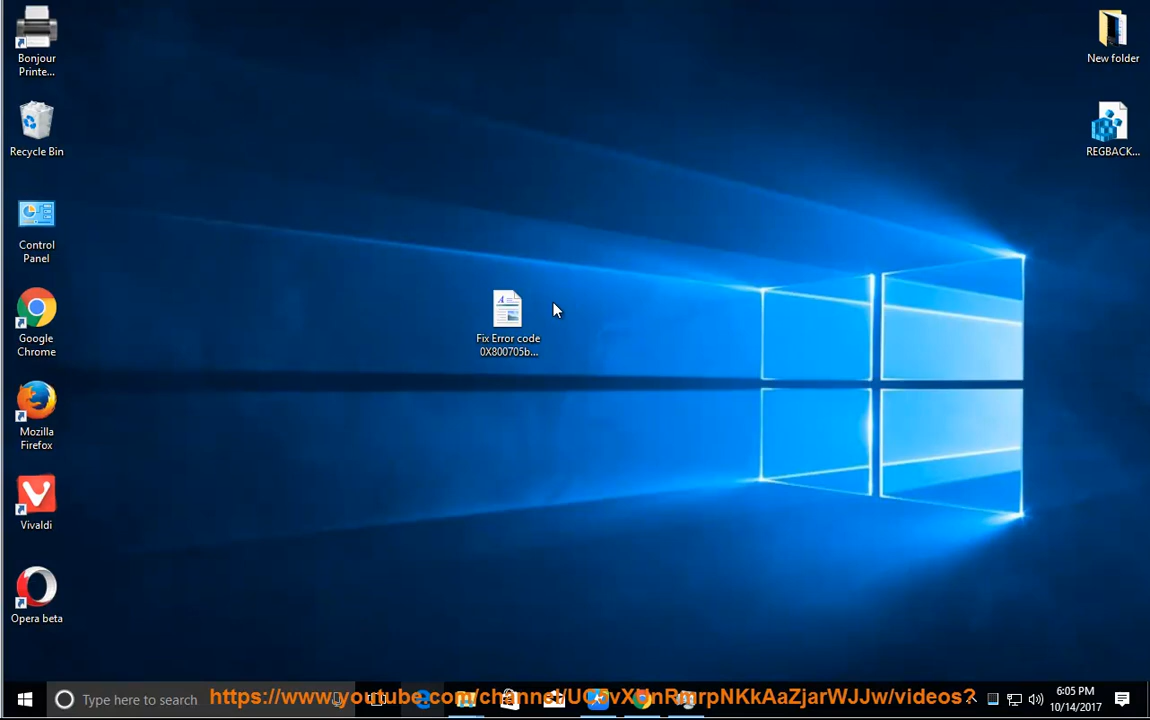 Bonjour
Printe...
Recycle Bin
Control
Panel
Google
Chrome
Mozilla
Firefox
Vivaldi
Opera beta
Fix Error code
0X800705b...
New folder
REGBACK...
Type here to search
6:05 PM
10/14/2017